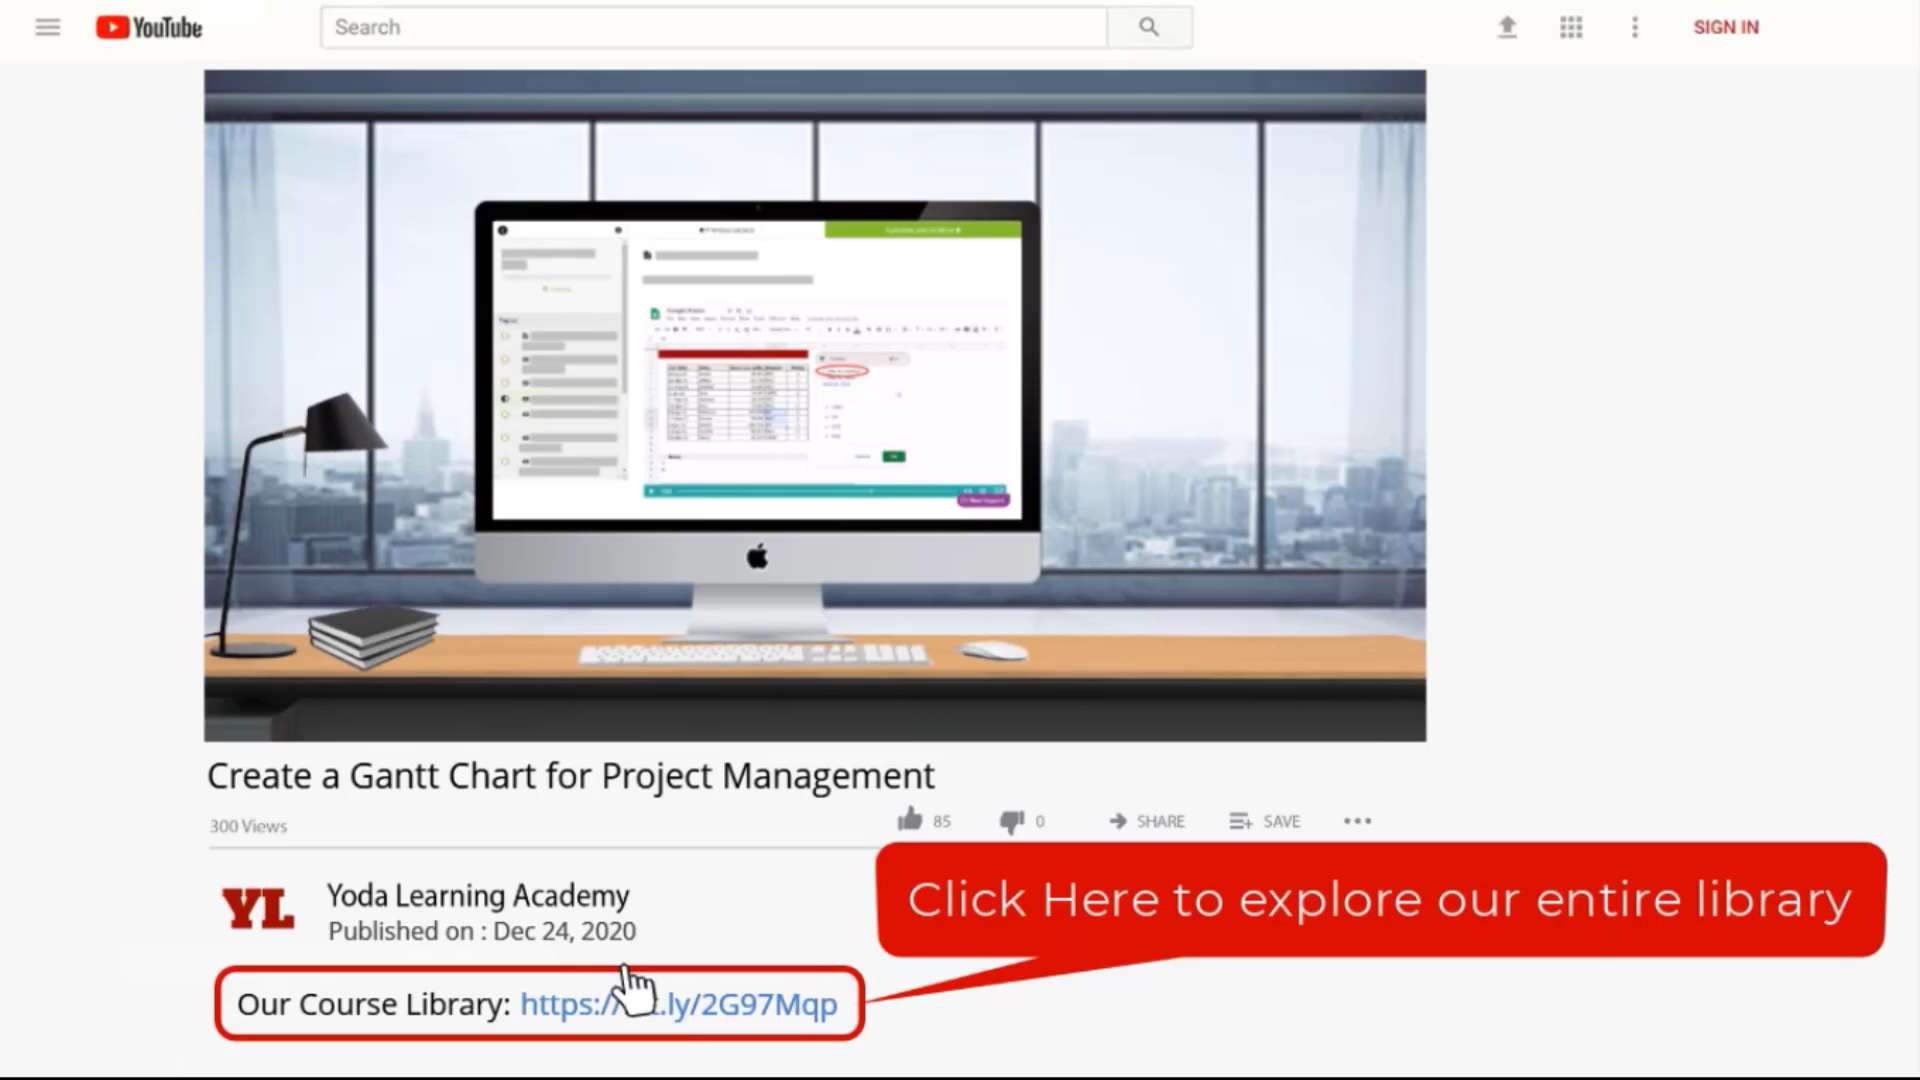 YouTube
Search
SIGN IN
Create a Gantt Chart for Project Management
300 Views
85
0
SHARE
SAVE
YL
Yoda Learning Academy
Published on : Dec 24, 2020
Click Here to explore our entire library
Our Course Library: https:/ .ly/2G97Mqp